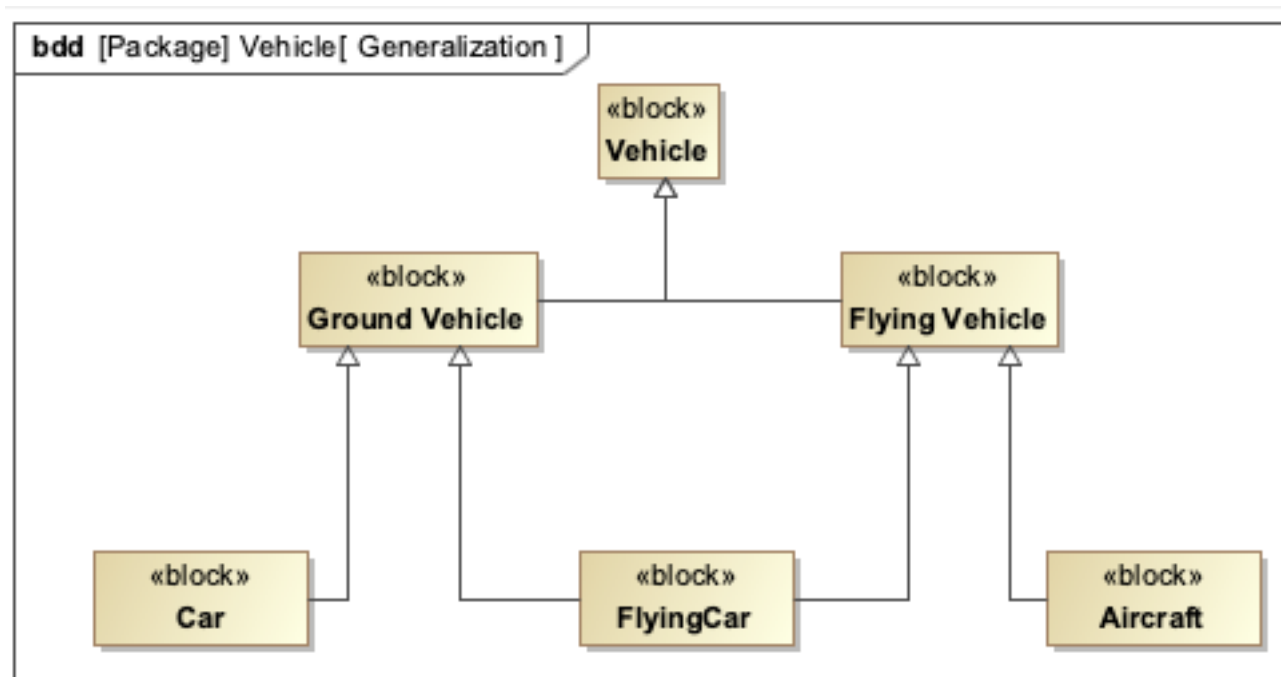 bdd [Package] Vehicle[ Generalization ]
«block»
Vehicle
«block»
Ground Vehicle
«block»
Flying Vehicle
«block»
Car
«block»
FlyingCar
«block»
Aircraft